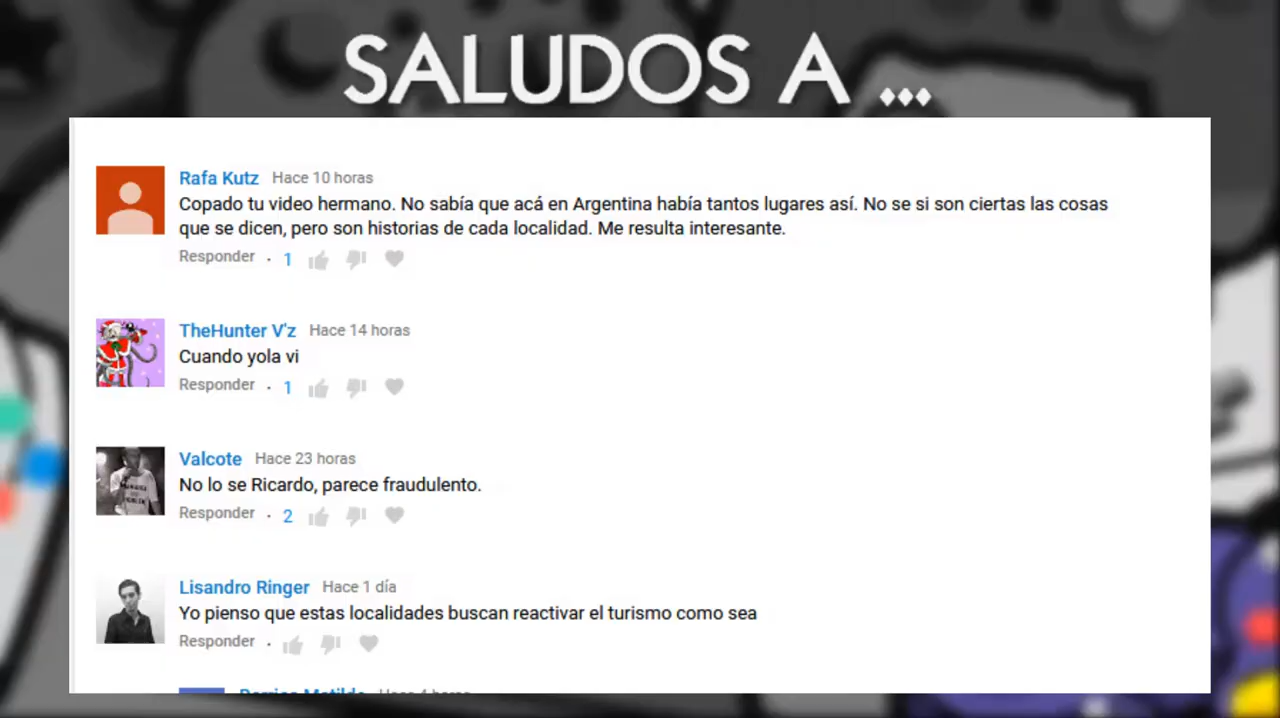 SALUDOS A ...
Rafa Kutz Hace 10 horas
Copado tu video hermano. No sabía que acá en Argentina había tantos lugares así. No se si son ciertas las cosas
que se dicen, pero son historias de cada localidad. Me resulta interesante.
Responder · 1
TheHunter V'z Hace 14 horas
Cuando yola vi
Responder · 1
Valcote Hace 23 horas
No lo se Ricardo, parece fraudulento.
Responder · 2
Lisandro Ringer Hace 1 día
Yo pienso que estas localidades buscan reactivar el turismo como sea
Responder ·